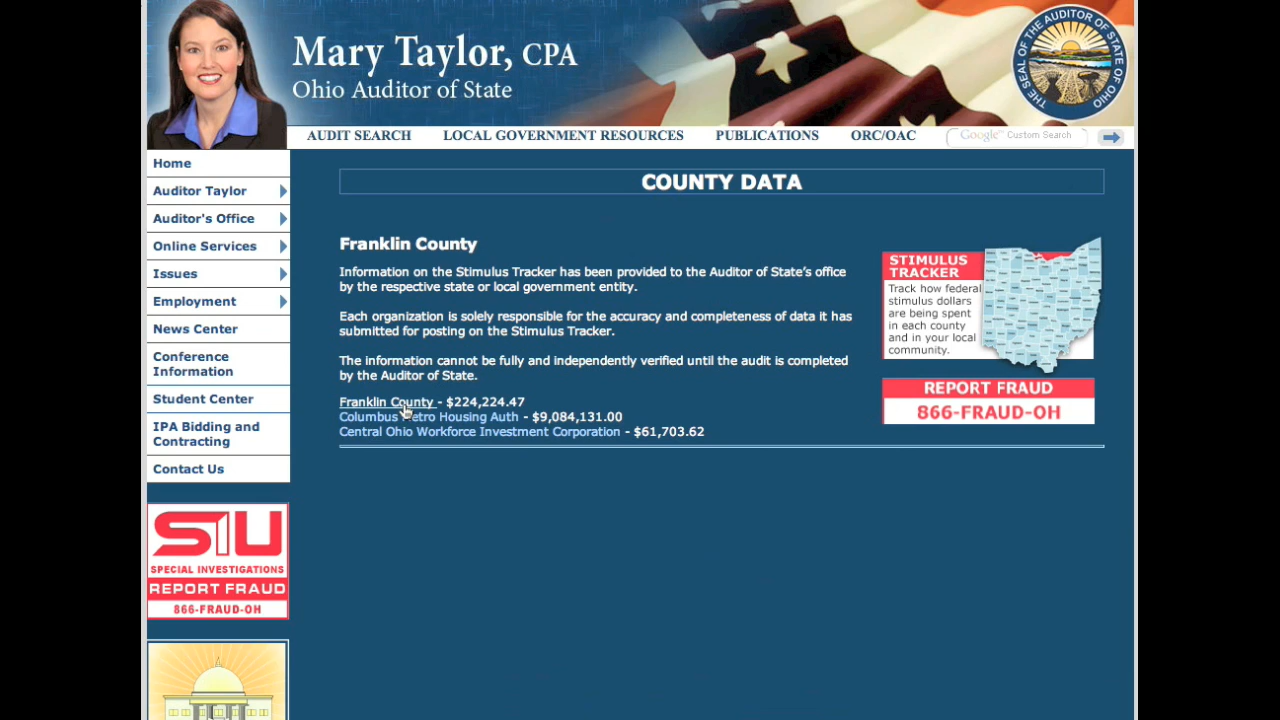 Mary Taylor, CPA
Ohio Auditor of State
THE SEAL OF THE AUDITOR OF STATE OF OHIO
AUDIT SEARCH LOCAL GOVERNMENT RESOURCES PUBLICATIONS ORC/OAC Google™ Custom Search
Home
Auditor Taylor
Auditor's Office
Online Services
Issues
Employment
News Center
Conference
Information
Student Center
IPA Bidding and
Contracting
Contact Us
SIU
SPECIAL INVESTIGATIONS
REPORT FRAUD
866-FRAUD-OH
COUNTY DATA
Franklin County
Information on the Stimulus Tracker has been provided to the Auditor of State's office
by the respective state or local government entity.
Each organization is solely responsible for the accuracy and completeness of data it has
submitted for posting on the Stimulus Tracker.
The information cannot be fully and independently verified until the audit is completed
by the Auditor of State.
Franklin County - $224,224.47
Columbus Metro Housing Auth - $9,084,131.00
Central Ohio Workforce Investment Corporation - $61,703.62
STIMULUS
TRACKER
Track how federal
stimulus dollars
are being spent
in each county
and in your local
community.
REPORT FRAUD
866-FRAUD-OH